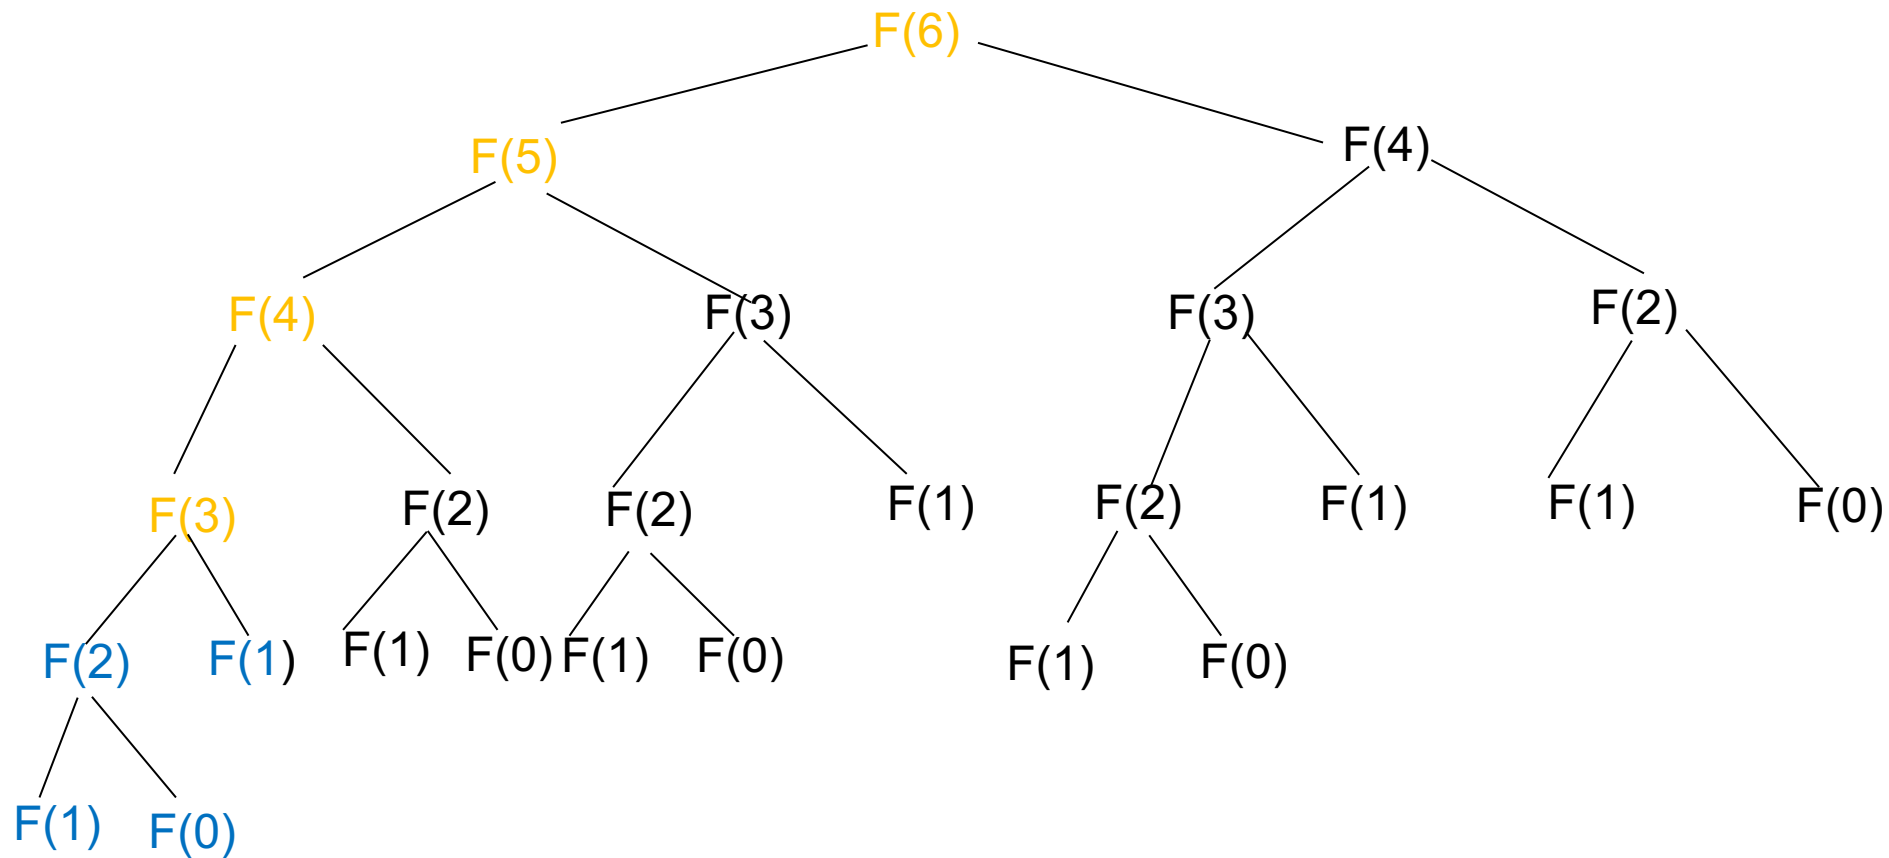 F(6)
F(5) F(4)
F(4) F(3) F(3) F(2)
F(3) F(2) F(2) F(1) F(2) F(1) F(1) F(0)
F(2) F(1) F(1) F(0) F(1) F(0) F(1) F(0)
F(1) F(0)